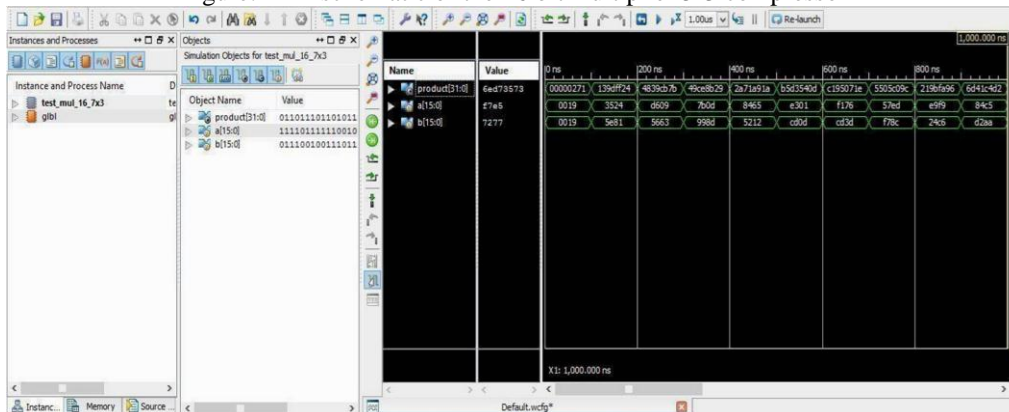 1.00us
Re-launch
Instances and Processes
Instance and Process Name
D
test_mul_16_7x3
te
glbl
gl
Objects
Simulation Objects for test_mul_16_7x3
Object Name
Value
product[31:0]
011011101101011
a[15:0]
111101111110010
b[15:0]
011100100111011
Name
Value
product[31:0]
6ed73573
a[15:0]
f7e5
b[15:0]
7277
1,000.000 ns
0 ns
200 ns
400 ns
600 ns
800 ns
00000271 139dff24 4839cb7b 49ce8b29 2a71a91a b5d3540d c195071e 5505c09c 219bfa96 6d41c4d2
0019 3524 d609 7b0d 8465 e301 f176 57ed e9f9 84c5
0019 5e81 5663 998d 5212 cd0d cd3d f78c 24c6 d2aa
X1: 1,000.000 ns
Instanc...
Memory
Source ...
Default.wcfg*